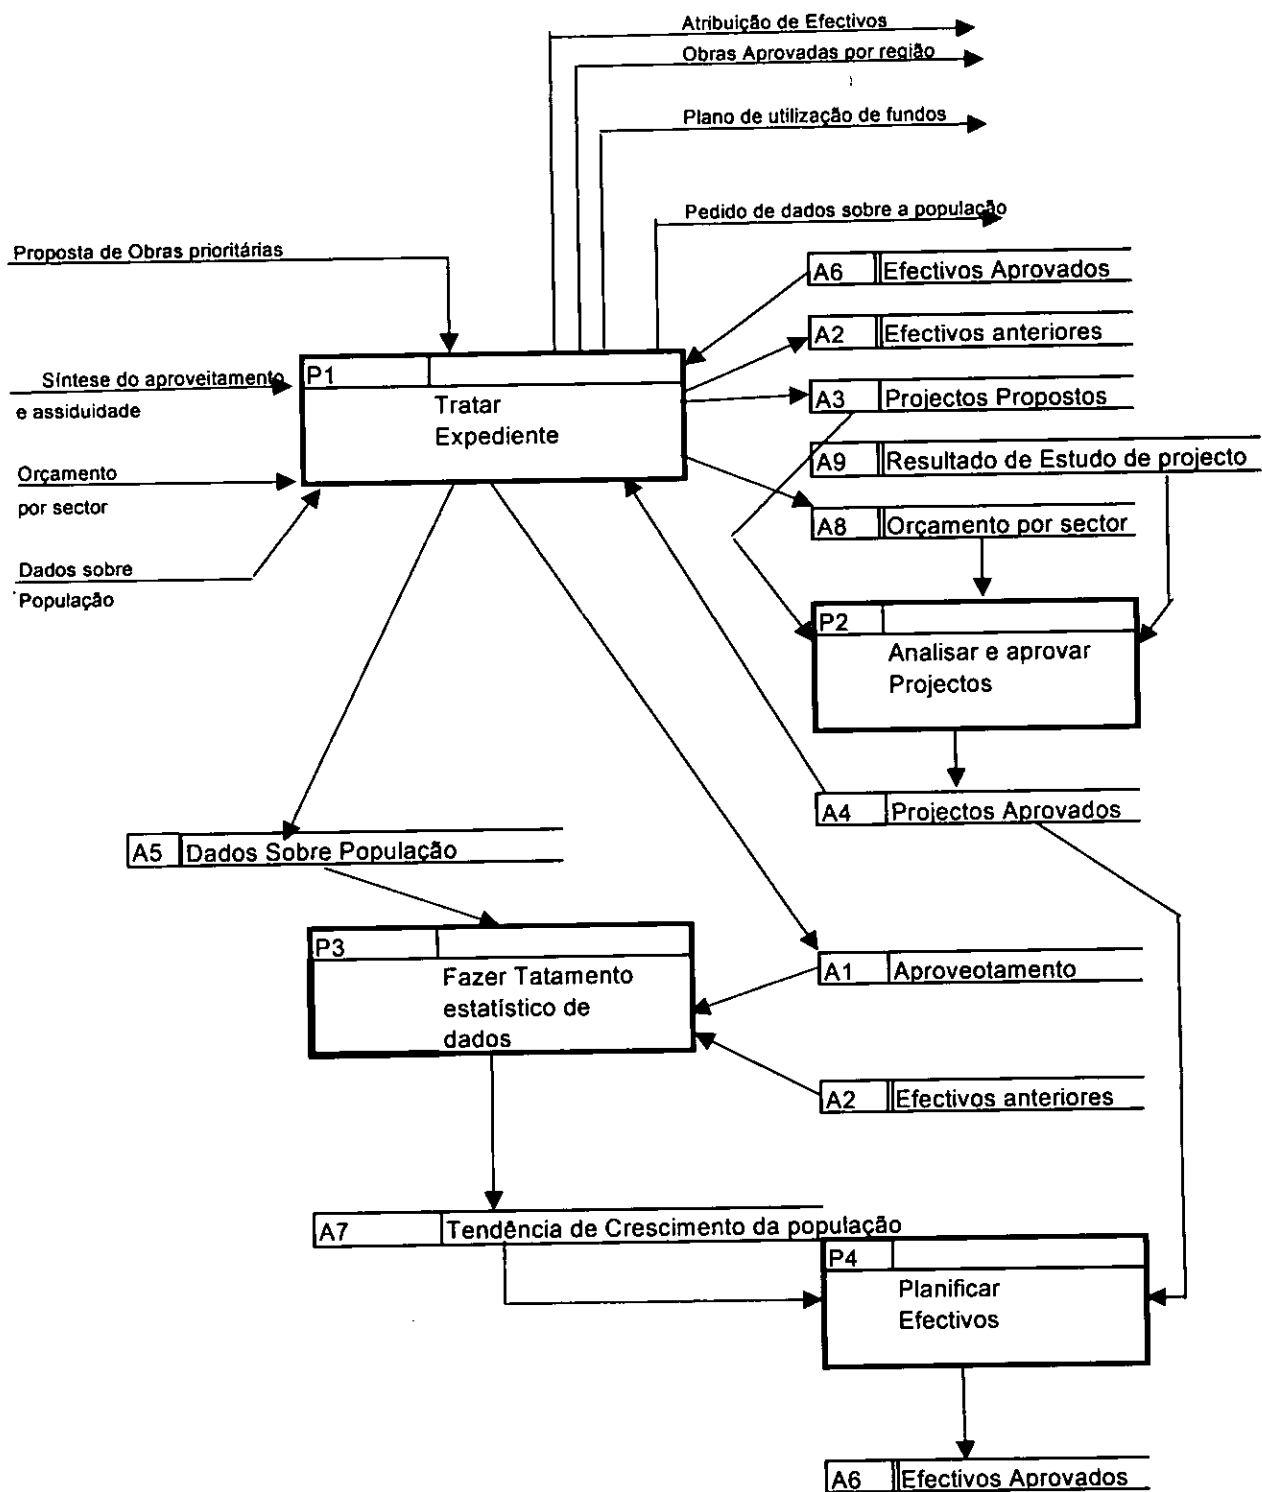 Atribuição de Efectivos
Obras Aprovadas por região
Plano de utilização de fundos
Pedido de dados sobre a população
Proposta de Obras prioritárias
A6 Efectivos Aprovados
A2 Efectivos anteriores
P1
Síntese do aproveitamento
e assiduidade
Tratar
Expediente
A3 Projectos Propostos
A9 Resultado de Estudo de projecto
Orçamento
por sector
A8 Orçamento por sector
Dados sobre
População
P2
Analisar e aprovar
Projectos
A4 Projectos Aprovados
A5 Dados Sobre População
P3
Fazer Tatamento
estatístico de
dados
A1 Aproveotamento
A2 Efectivos anteriores
A7 Tendência de Crescimento da população
P4
Planificar
Efectivos
A6 Efectivos Aprovados